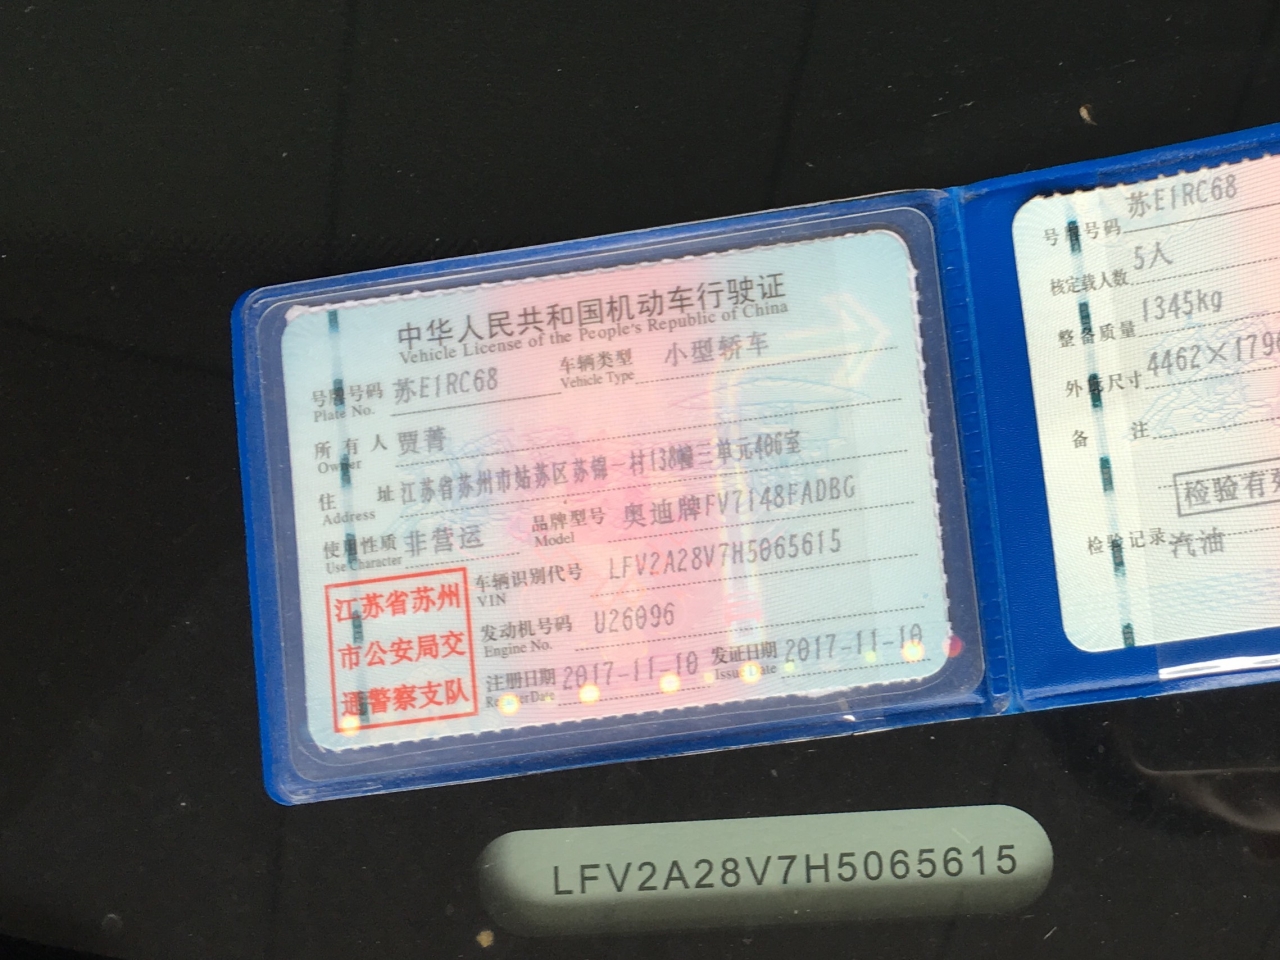 中华人民共和国机动车行驶证
Vehicle License of the People's Republic of China
号牌号码 苏E1RC68 车辆类型 小型轿车
Plate No. Vehicle Type
所有人 贾菁
Owner
住址 江苏省苏州市姑苏区苏锦一村138幢三单元406室
Address
使用性质 非营运 品牌型号 奥迪牌FV7148FADBG
Use Character Model
车辆识别代号 LFV2A28V7H5065615
VIN
发动机号码 U26096
Engine No.
注册日期 2017-11-10 发证日期 2017-11-10
Register Date Issue Date
江苏省苏州
市公安局交
通警察支队
号牌号码 苏E1RC68
核定载人数 5人
整备质量 1345kg
外廓尺寸 4462×179
备注
检验有
检验记录 汽油
LFV2A28V7H5065615